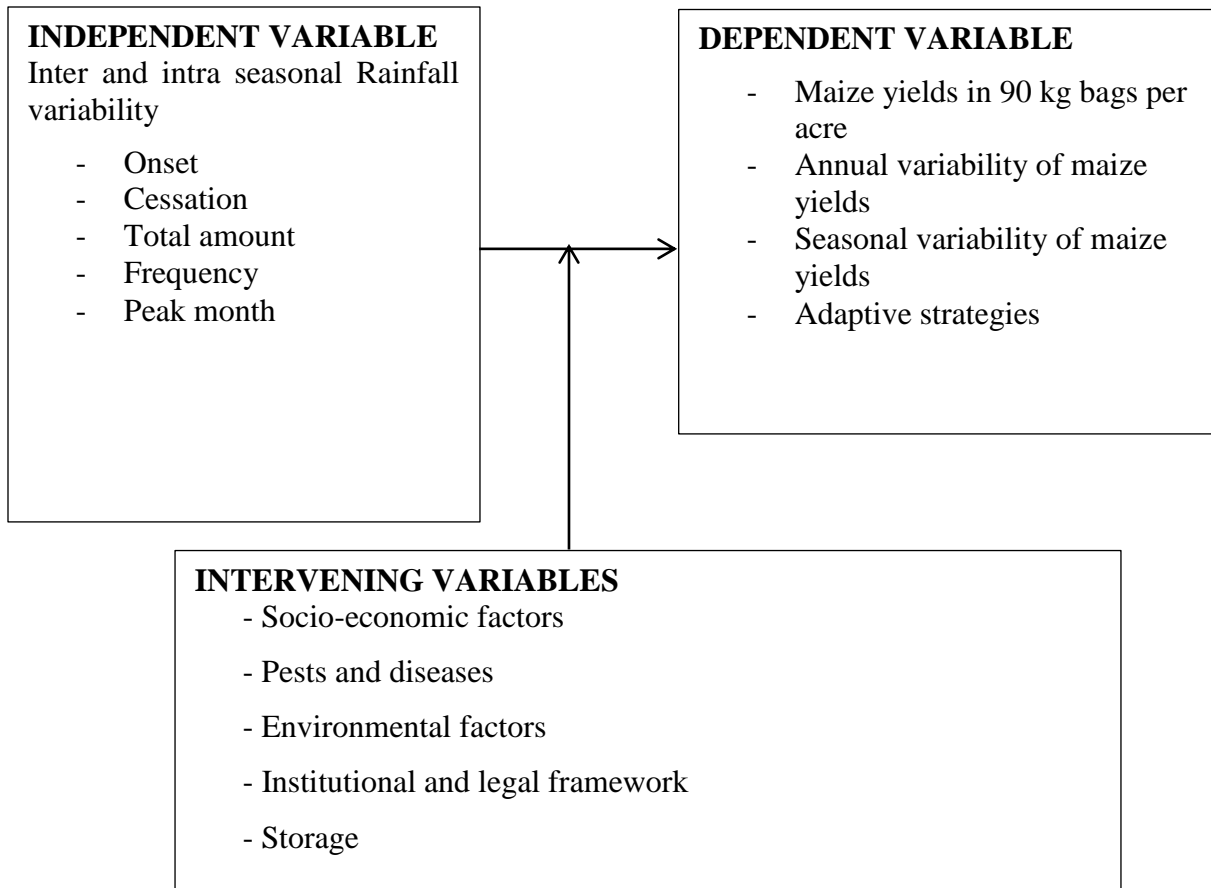 INDEPENDENT VARIABLE
Inter and intra seasonal Rainfall
variability
- Onset
- Cessation
- Total amount
- Frequency
- Peak month
DEPENDENT VARIABLE
- Maize yields in 90 kg bags per
acre
- Annual variability of maize
yields
- Seasonal variability of maize
yields
- Adaptive strategies
INTERVENING VARIABLES
- Socio-economic factors
- Pests and diseases
- Environmental factors
- Institutional and legal framework
- Storage